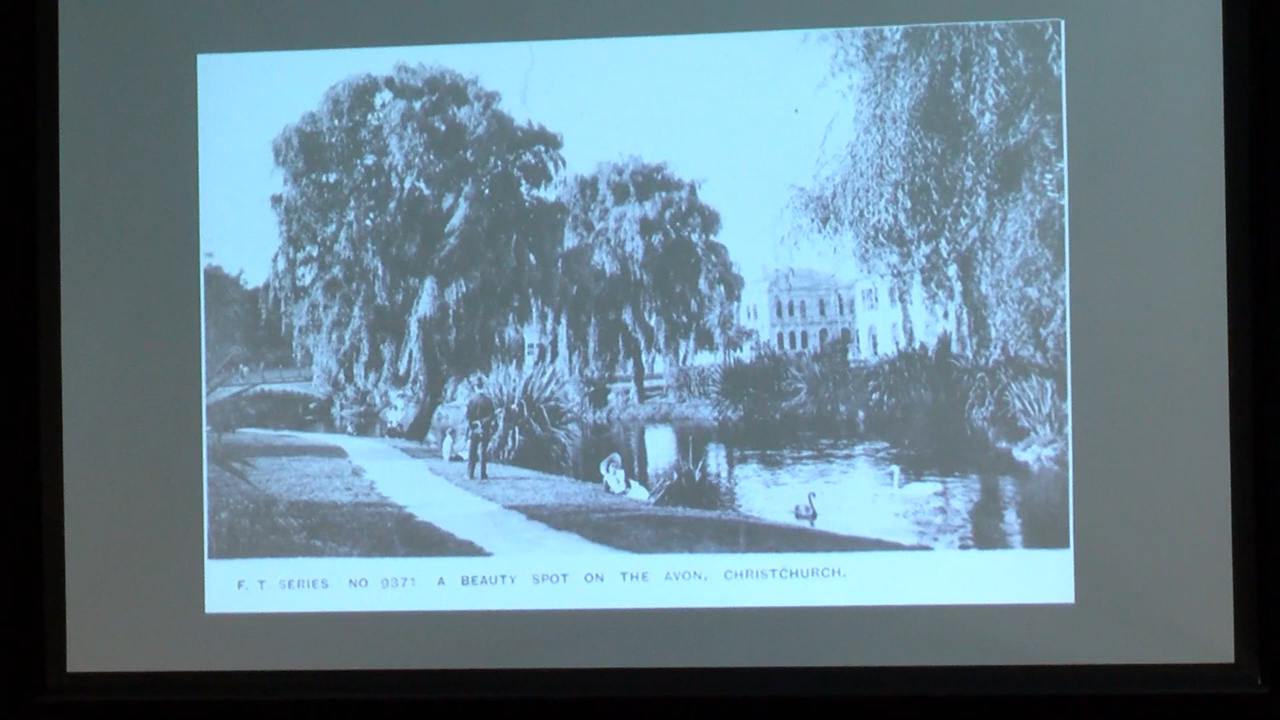 F. T. SERIES. NO 9371. A BEAUTY SPOT ON THE AVON, CHRISTCHURCH.